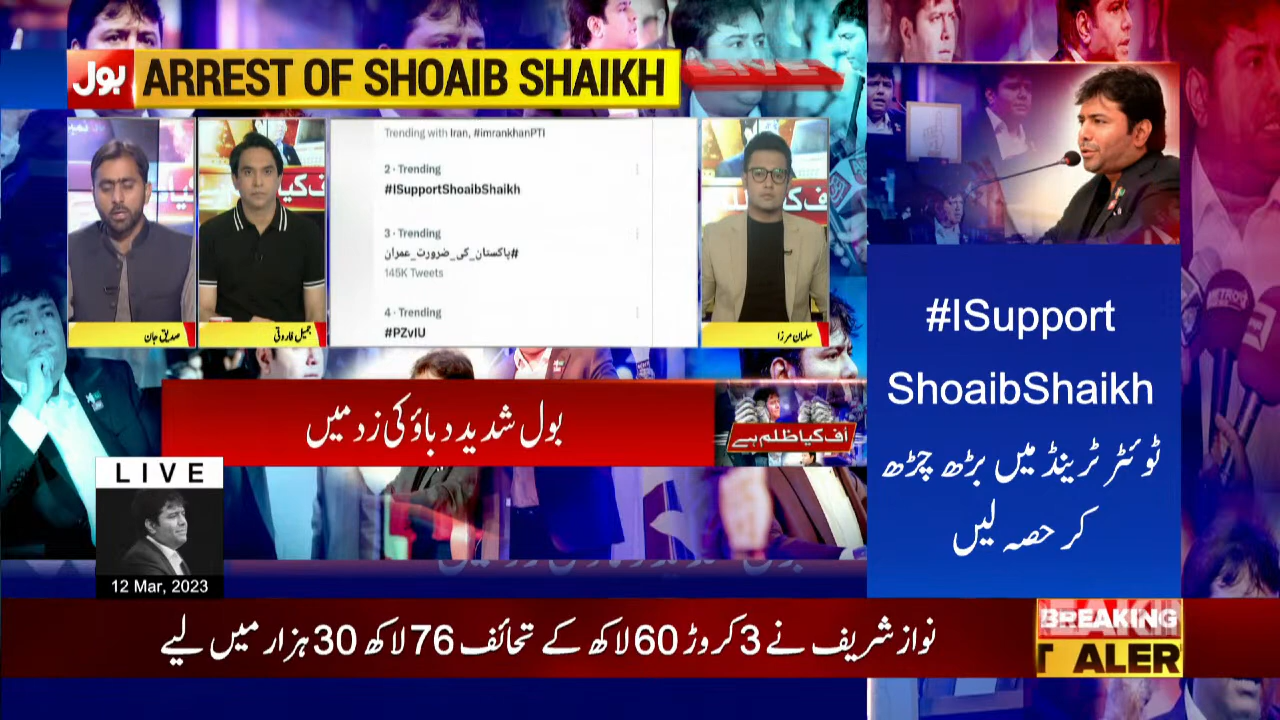 بول ARREST OF SHOAIB SHAIKH
LIVE
Trending with Iran, #imrankhanPTI
2 · Trending
#ISupportShoaibShaikh
3 · Trending
#پاکستان_کی_ضرورت_عمران
145K Tweets
4 · Trending
#PZvIU
صدیق جان
جمیل فاروقی
سلمان مرزا
بول شدید دباؤ کی زد میں
اُف کیا ظلم ہے
#ISupport
ShoaibShaikh
ٹوئٹر ٹرینڈ میں بڑھ چڑھ
کر حصہ لیں
LIVE
12 Mar, 2023
نواز شریف نے 3 کروڑ 60 لاکھ کے تحائف 76 لاکھ 30 ہزار میں لیے
BREAKING
T ALER